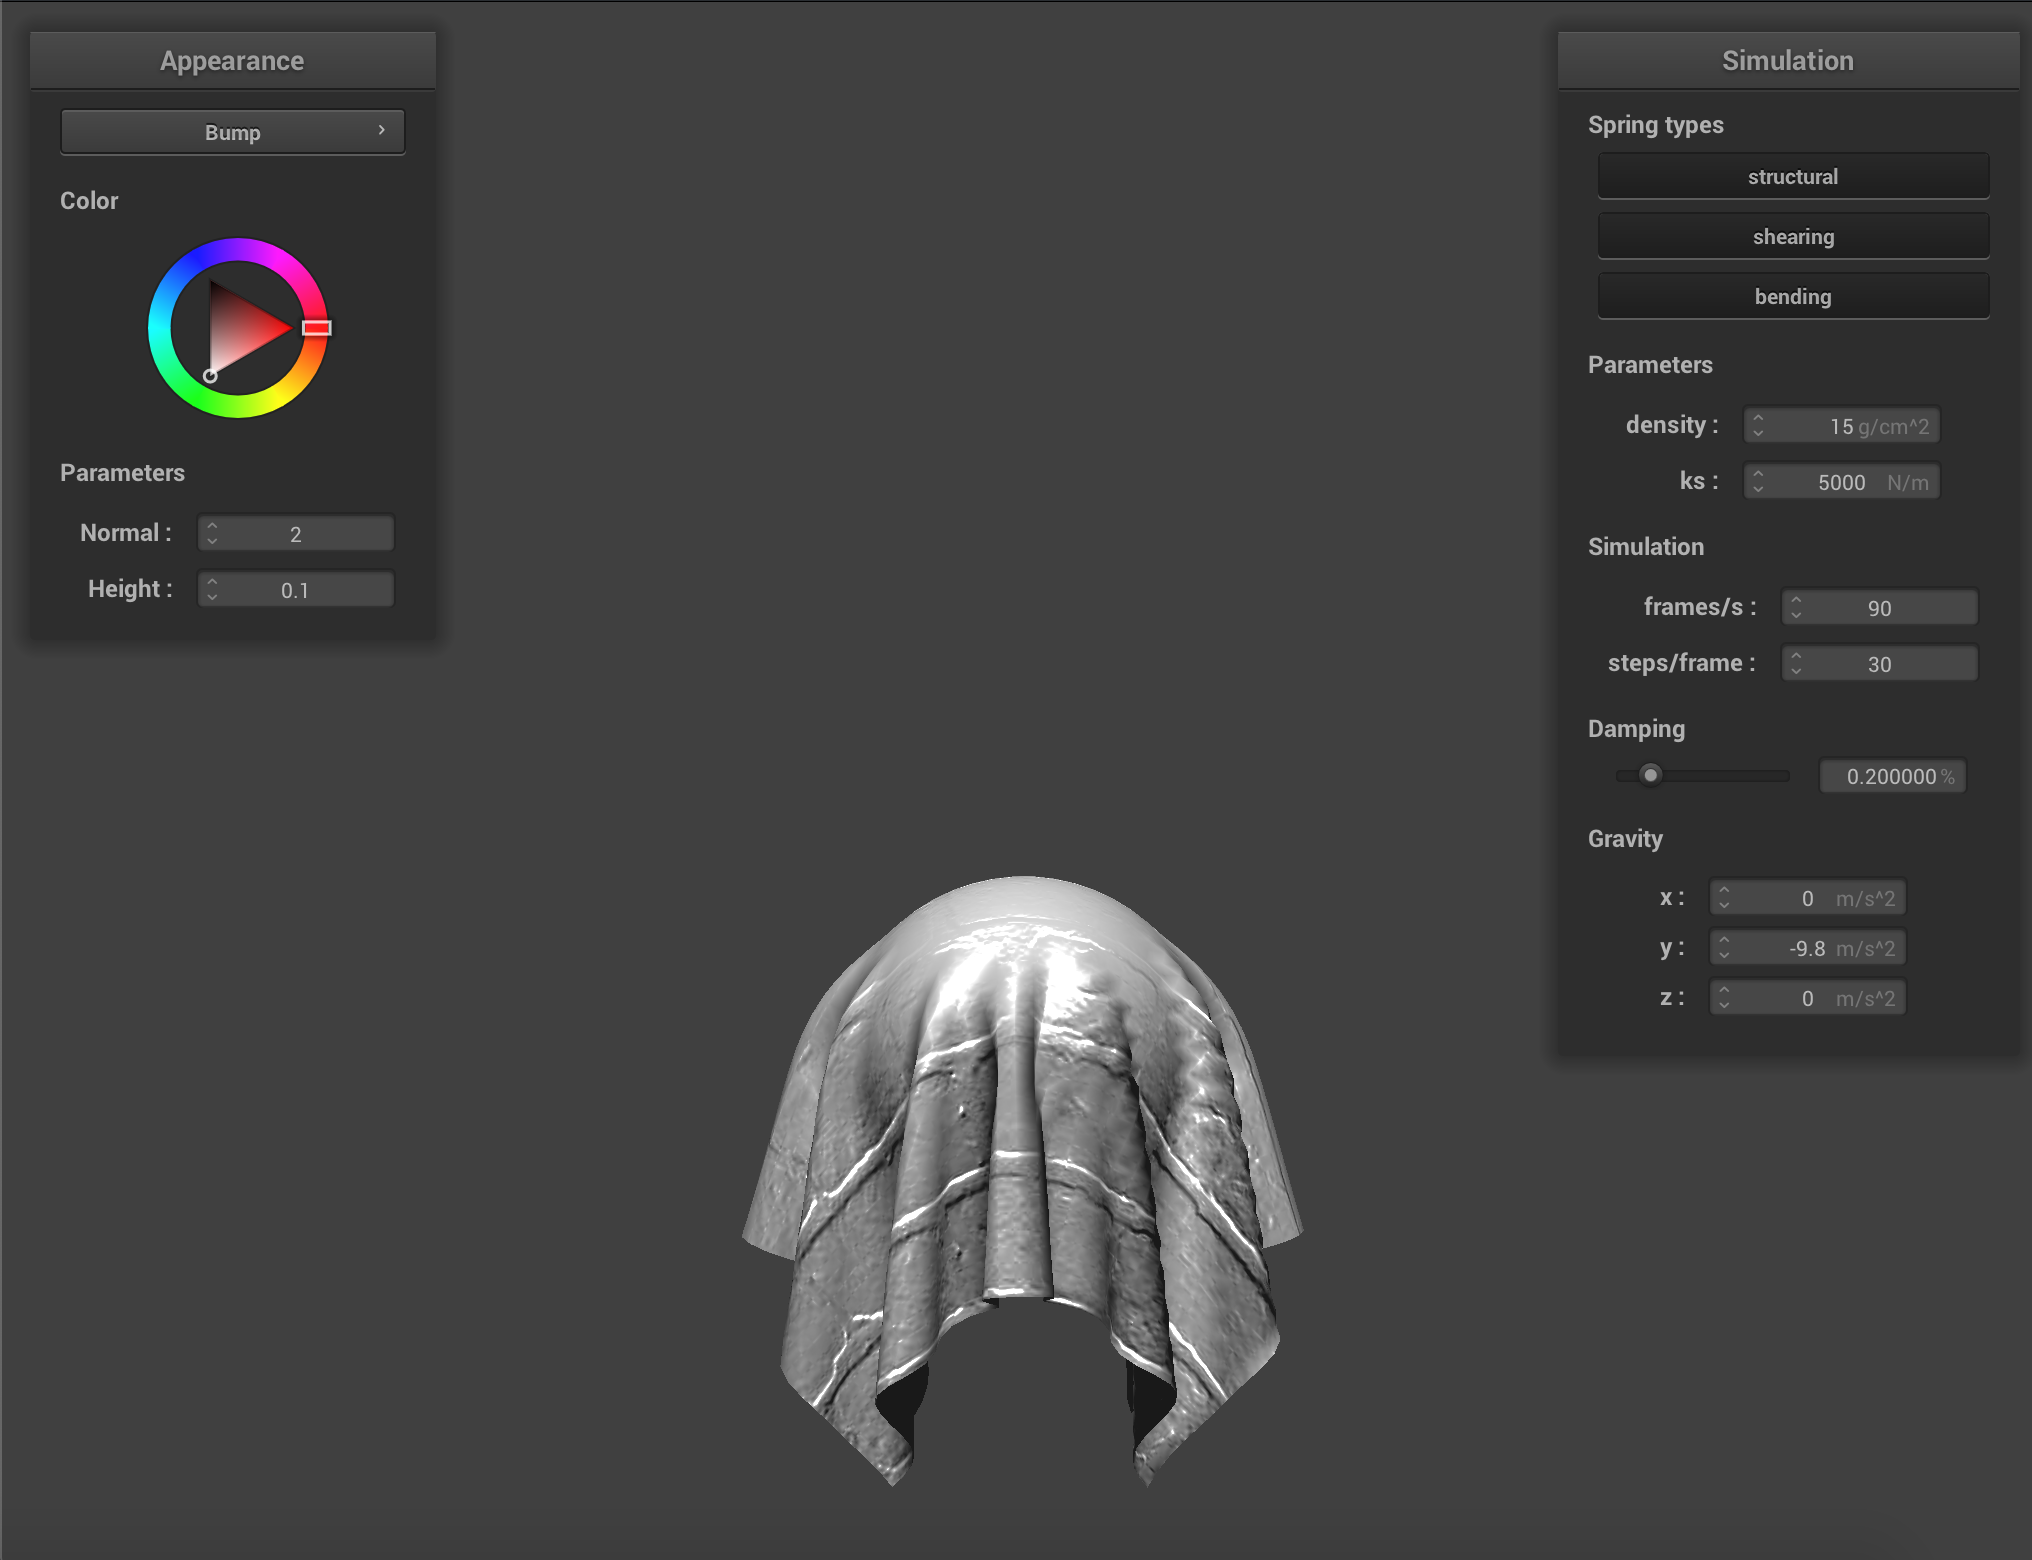 Appearance
Bump
Color
Parameters
Normal : 2
Height : 0.1
Simulation
Spring types
structural
shearing
bending
Parameters
density : 15 g/cm^2
ks : 5000 N/m
Simulation
frames/s : 90
steps/frame : 30
Damping
0.200000 %
Gravity
x : 0 m/s^2
y : -9.8 m/s^2
z : 0 m/s^2